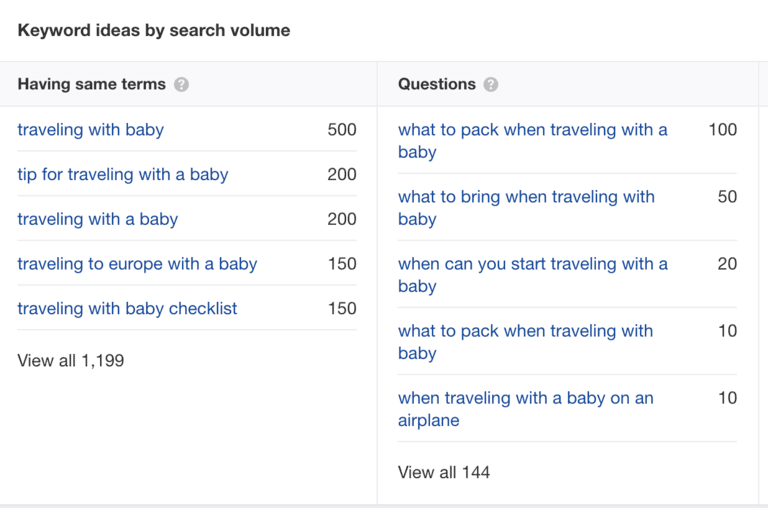 Keyword ideas by search volume
Having same terms ?
traveling with baby 500
tip for traveling with a baby 200
traveling with a baby 200
traveling to europe with a baby 150
traveling with baby checklist 150
View all 1,199
Questions ?
what to pack when traveling with a 100
baby
what to bring when traveling with 50
baby
when can you start traveling with a 20
baby
what to pack when traveling with 10
baby
when traveling with a baby on an 10
airplane
View all 144